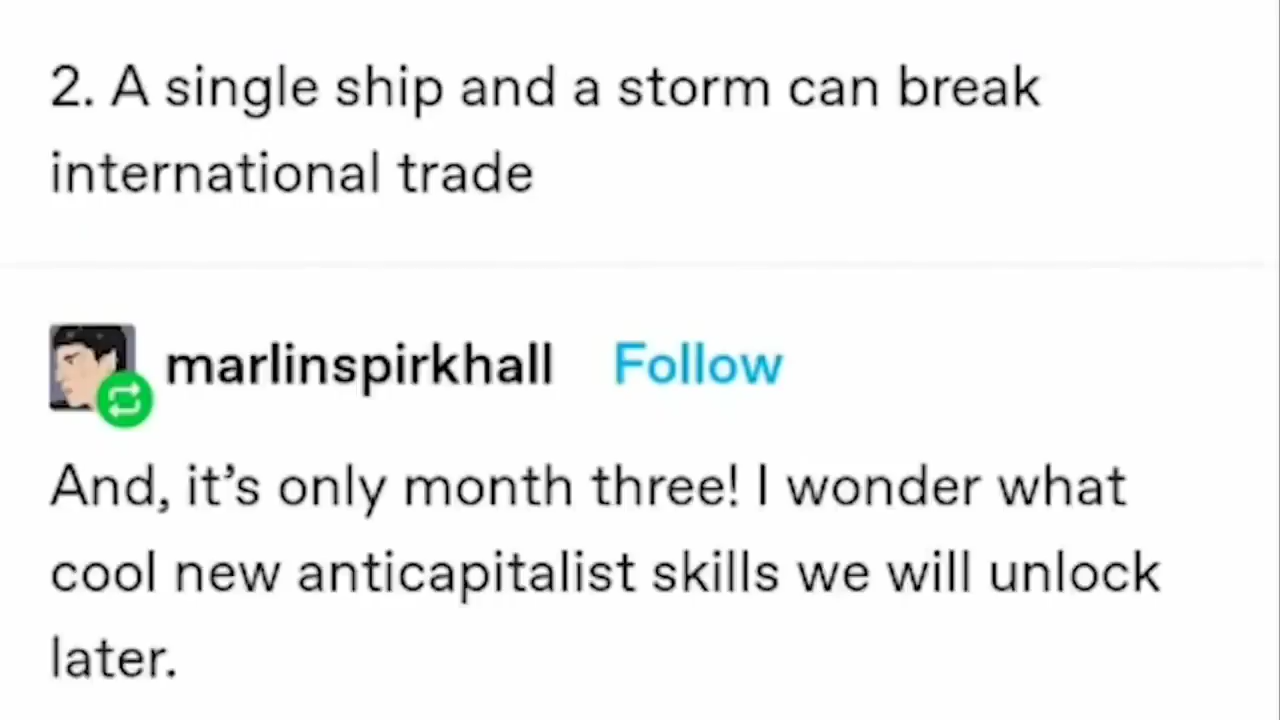 2. A single ship and a storm can break
international trade
marlinspirkhall Follow
And, it’s only month three! I wonder what
cool new anticapitalist skills we will unlock
later.